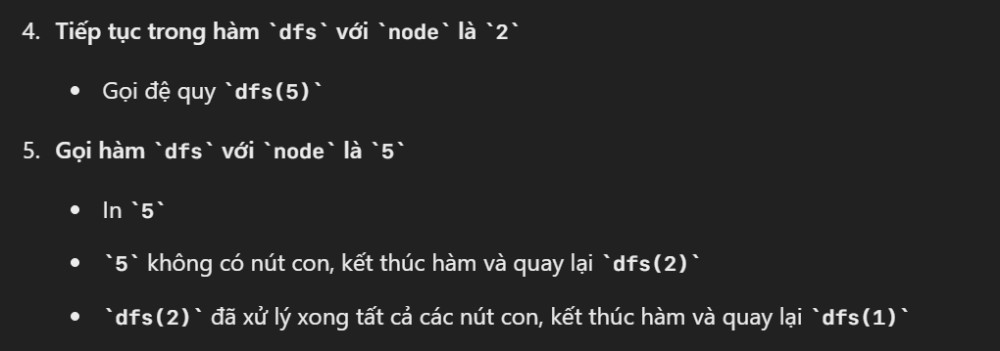 4. Tiếp tục trong hàm `dfs` với `node` là `2`
• Gọi đệ quy `dfs(5)`
5. Gọi hàm `dfs` với `node` là `5`
• In `5`
• `5` không có nút con, kết thúc hàm và quay lại `dfs(2)`
• `dfs(2)` đã xử lý xong tất cả các nút con, kết thúc hàm và quay lại `dfs(1)`